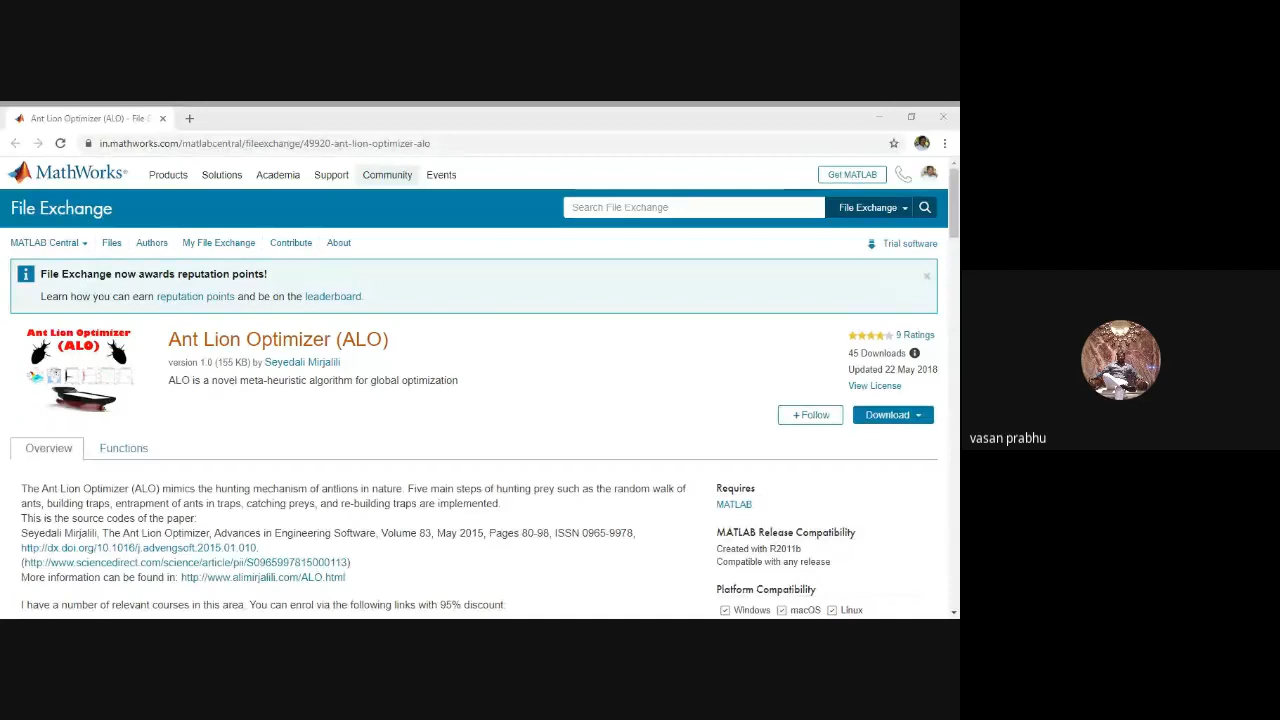 Ant Lion Optimizer (ALO) - File E
in.mathworks.com/matlabcentral/fileexchange/49920-ant-lion-optimizer-alo
MathWorks®
Products Solutions Academia Support Community Events
Get MATLAB
File Exchange
Search File Exchange
File Exchange
MATLAB Central Files Authors My File Exchange Contribute About
Trial software
File Exchange now awards reputation points!
Learn how you can earn reputation points and be on the leaderboard.
Ant Lion Optimizer
(ALO)
Ant Lion Optimizer (ALO)
version 1.0 (155 KB) by Seyedali Mirjalili
ALO is a novel meta-heuristic algorithm for global optimization
9 Ratings
45 Downloads
Updated 22 May 2018
View License
+ Follow
Download
Overview Functions
The Ant Lion Optimizer (ALO) mimics the hunting mechanism of antlions in nature. Five main steps of hunting prey such as the random walk of
ants, building traps, entrapment of ants in traps, catching preys, and re-building traps are implemented.
This is the source codes of the paper:
Seyedali Mirjalili, The Ant Lion Optimizer, Advances in Engineering Software, Volume 83, May 2015, Pages 80-98, ISSN 0965-9978,
http://dx.doi.org/10.1016/j.advengsoft.2015.01.010.
(http://www.sciencedirect.com/science/article/pii/S0965997815000113)
More information can be found in: http://www.alimirjalili.com/ALO.html
I have a number of relevant courses in this area. You can enrol via the following links with 95% discount:
Requires
MATLAB
MATLAB Release Compatibility
Created with R2011b
Compatible with any release
Platform Compatibility
Windows macOS Linux
vasan prabhu